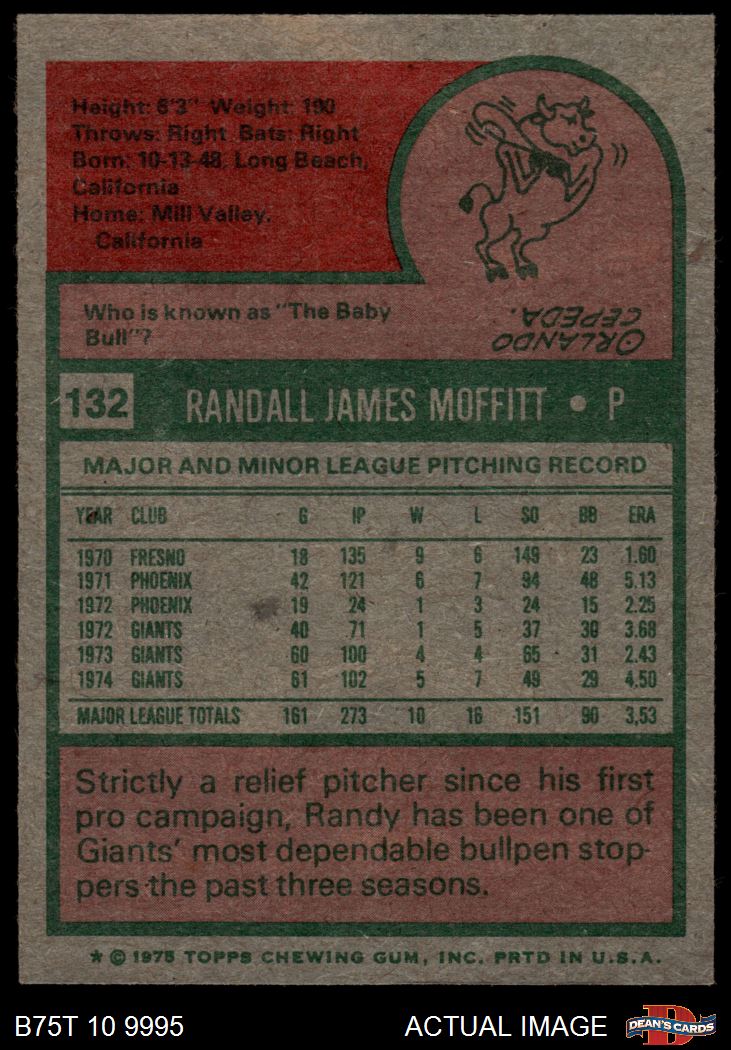 Height: 6'3" Weight: 190
Throws: Right Bats: Right
Born: 10-13-48, Long Beach,
California
Home: Mill Valley,
California
Who is known as "The Baby
Bull"?
ORLANDO
CEPEDA.
132 RANDALL JAMES MOFFITT • P
MAJOR AND MINOR LEAGUE PITCHING RECORD
YEAR CLUB G IP W L SO BB ERA
1970 FRESNO 18 135 9 6 149 23 1.60
1971 PHOENIX 42 121 6 7 94 48 5.13
1972 PHOENIX 19 24 1 3 24 15 2.25
1972 GIANTS 40 71 1 5 37 30 3.68
1973 GIANTS 60 100 4 4 65 31 2.43
1974 GIANTS 61 102 5 7 49 29 4.50
MAJOR LEAGUE TOTALS 161 273 10 16 151 90 3.53
Strictly a relief pitcher since his first
pro campaign, Randy has been one of
Giants' most dependable bullpen stop-
pers the past three seasons.
* © 1975 TOPPS CHEWING GUM, INC. PRTD IN U.S.A.
B75T 10 9995 ACTUAL IMAGE
D
DEAN'S CARDS